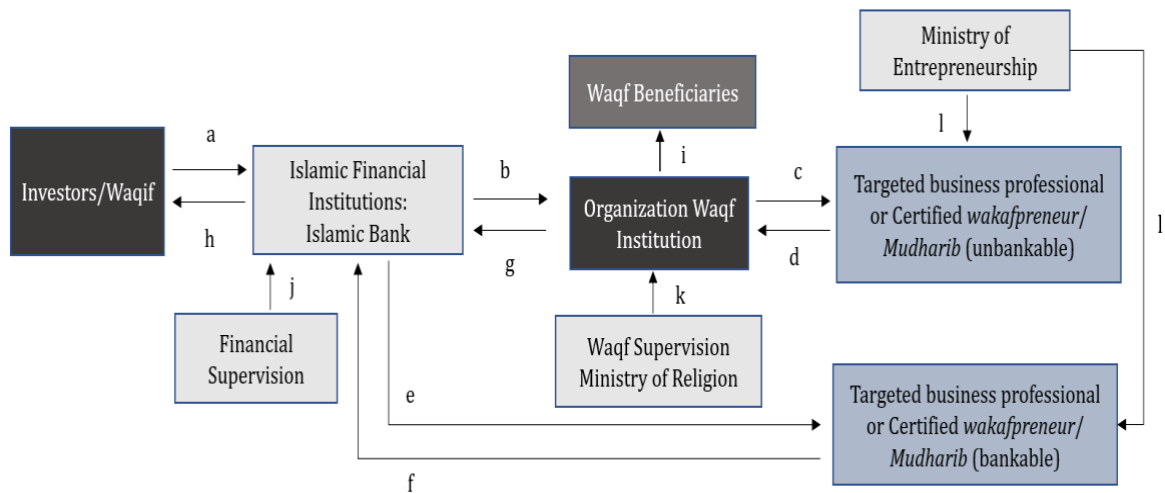 Ministry of
Entrepreneurship
Waqf Beneficiaries
l
a
i
Investors/Waqif
Islamic Financial
Institutions:
Islamic Bank
b
Organization Waqf
Institution
c
Targeted business professional
or Certified wakafpreneur/
Mudharib (unbankable)
l
h
g
d
j
k
Financial
Supervision
Waqf Supervision
Ministry of Religion
e
Targeted business professional
or Certified wakafpreneur/
Mudharib (bankable)
f